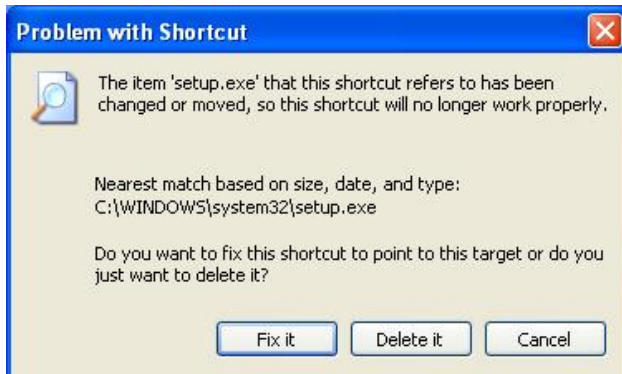 Problem with Shortcut
The item 'setup.exe' that this shortcut refers to has been
changed or moved, so this shortcut will no longer work properly.
Nearest match based on size, date, and type:
C:\WINDOWS\system32\setup.exe
Do you want to fix this shortcut to point to this target or do you
just want to delete it?
Fix it Delete it Cancel